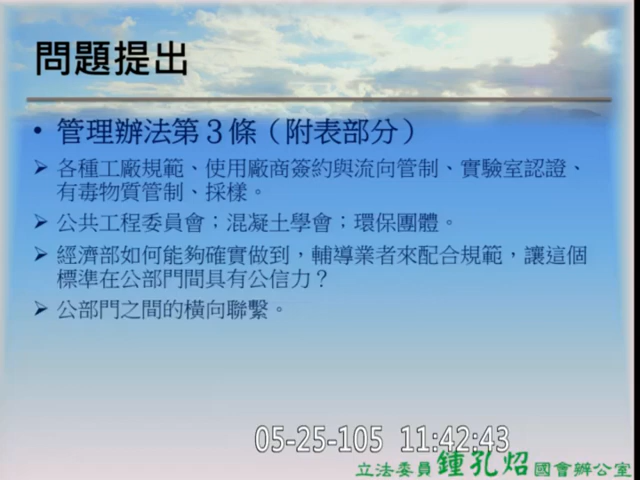 問題提出
• 管理辦法第３條（附表部分）
➢ 各種工廠規範、使用廠商簽約與流向管制、實驗室認證、
有毒物質管制、採樣。
➢ 公共工程委員會；混凝土學會；環保團體。
➢ 經濟部如何能夠確實做到，輔導業者來配合規範，讓這個
標準在公部門間具有公信力？
➢ 公部門之間的橫向聯繫。
05-25-105 11:42:43
立法委員鍾孔炤國會辦公室